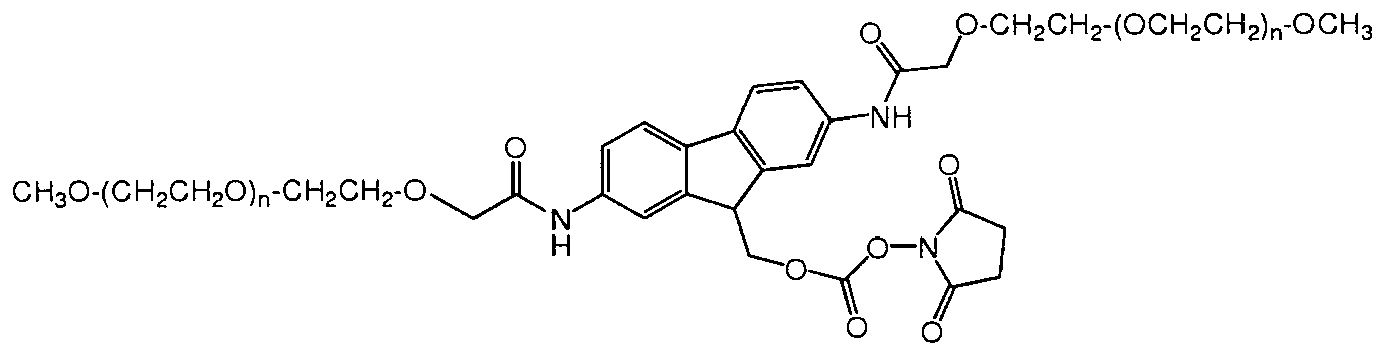 O O-CH₂CH₂-(OCH₂CH₂)ₙ-OCH₃
NH
O
CH₃O-(CH₂CH₂O)ₙ-CH₂CH₂-O
N
H
O
O
N
O
O
O
O